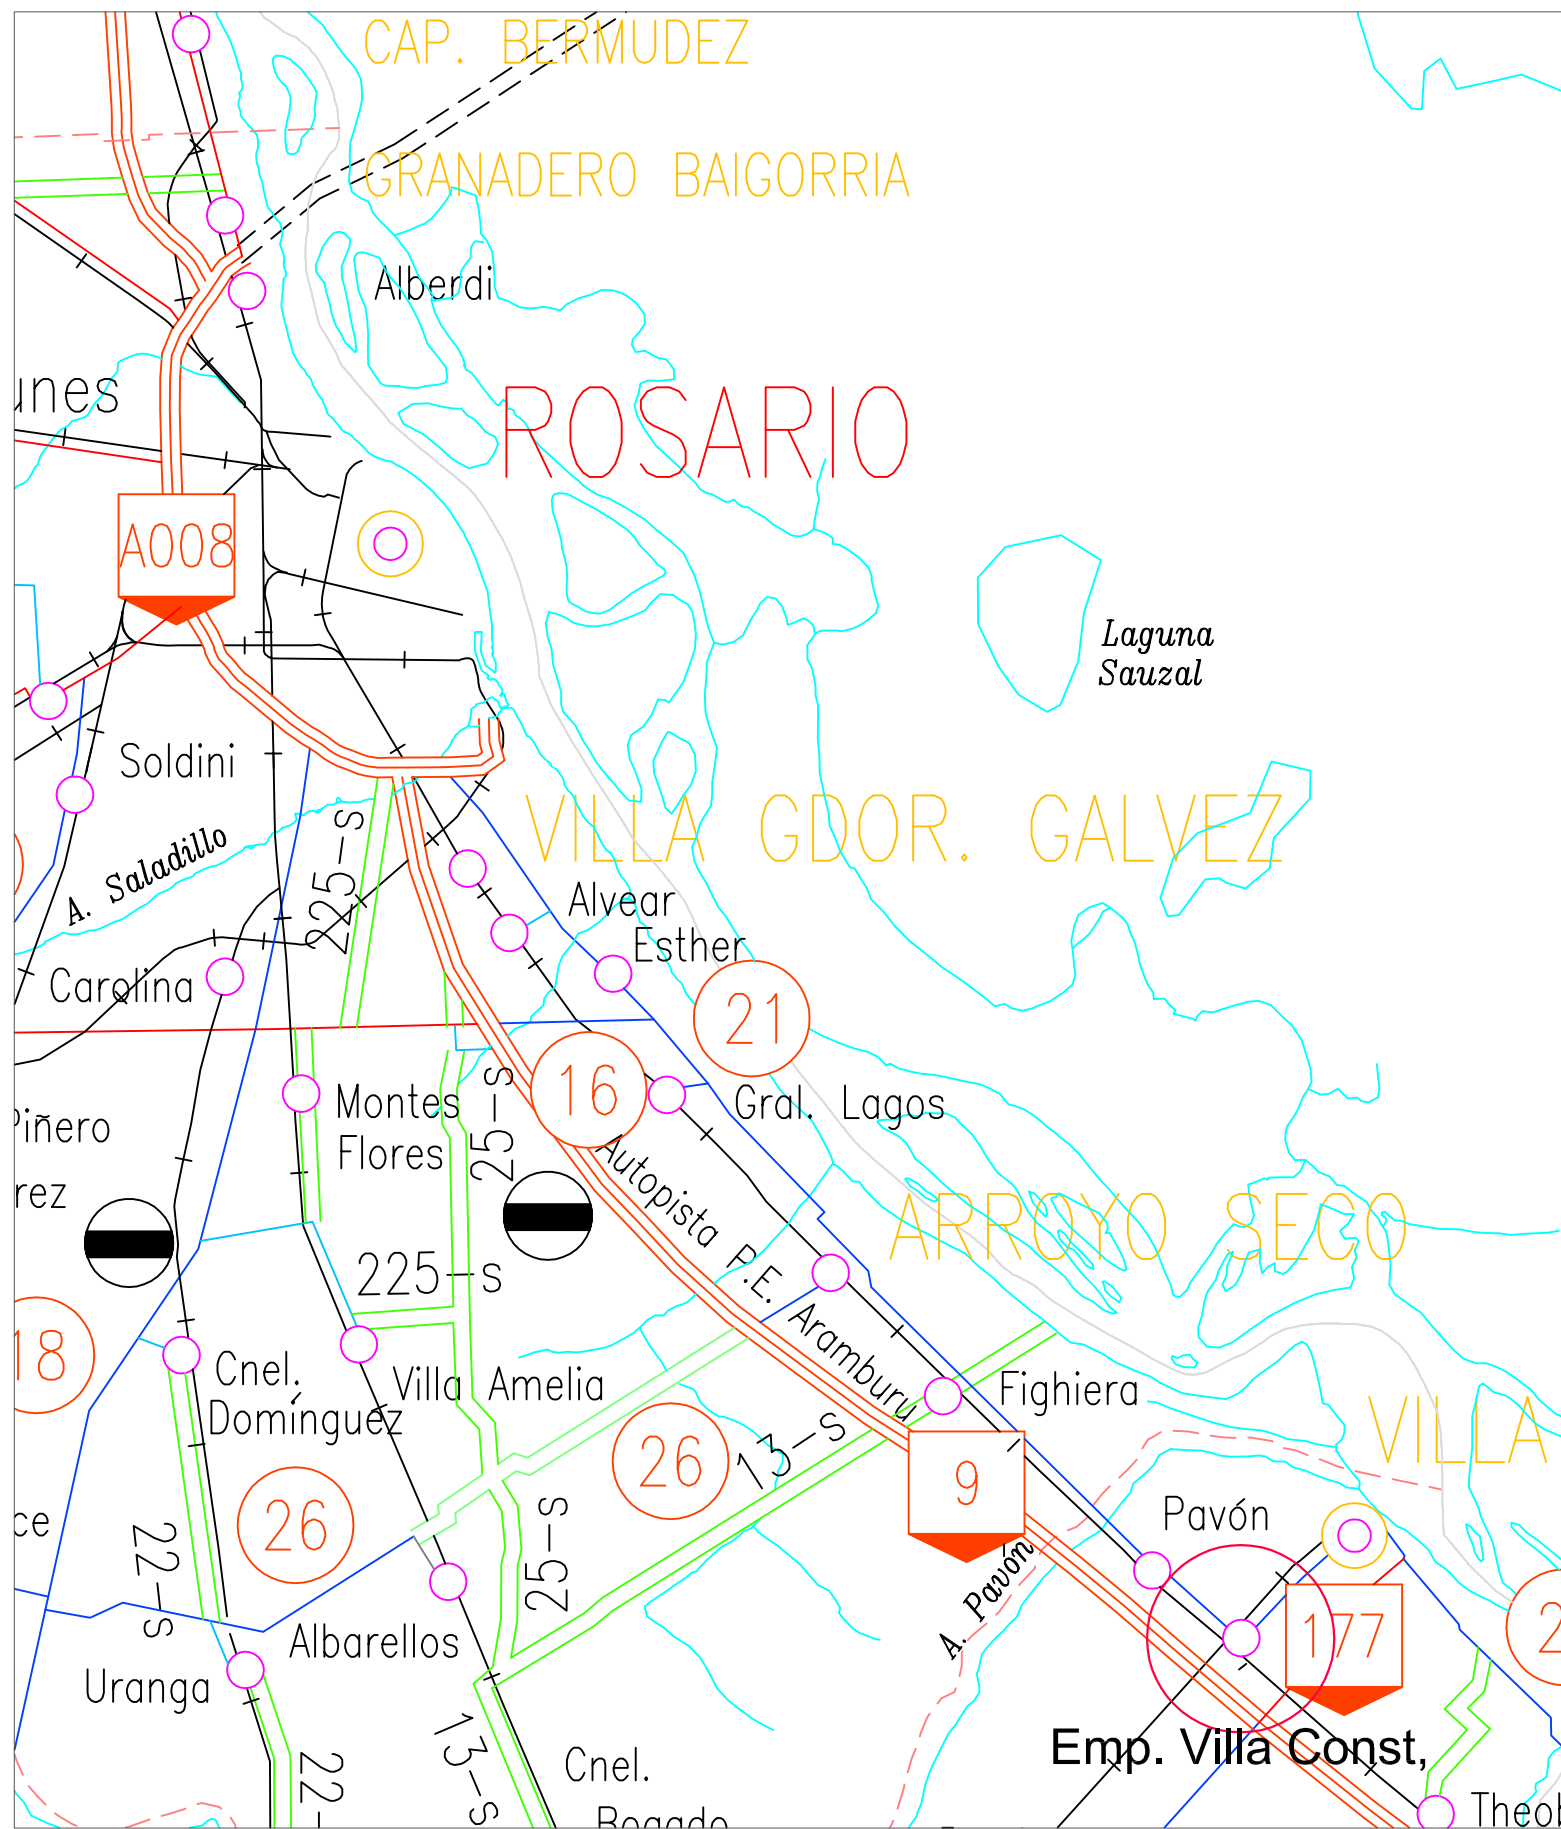 CAP. BERMUDEZ
GRANADERO BAIGORRIA
Alberdi
unes
ROSARIO
A008
Laguna
Sauzal
Soldini
A. Saladillo
225-s
VILLA GDOR. GALVEZ
Alvear
Esther
Carolina
21
16
Montes
Flores
25-s
Gral. Lagos
Piñero
rez
Autopista P.E. Aramburu
ARROYO SECO
225-s
18
Cnel.
Domínguez
Villa Amelia
Fighiera
26
13-s
VILLA
9
26
22-s
25-s
ce
Pavón
A. Pavón
177
2
Albarellos
Uranga
Emp. Villa Const,
13-s
22-
Cnel.
Bogado
Theob